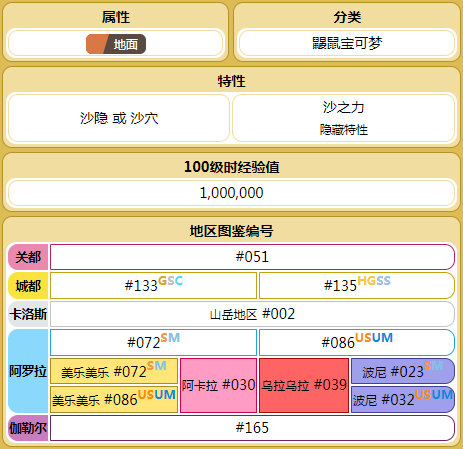 属性
分类
地面
鼹鼠宝可梦
特性
沙隐 或 沙穴
沙之力
隐藏特性
100级时经验值
1,000,000
地区图鉴编号
关都
#051
城都
#133GSC
#135HGSS
卡洛斯
山岳地区 #002
阿罗拉
#072SM
#086USUM
美乐美乐 #072SM
美乐美乐 #086USUM
阿卡拉 #030
乌拉乌拉 #039
波尼 #023SM
波尼 #032USUM
伽勒尔
#165